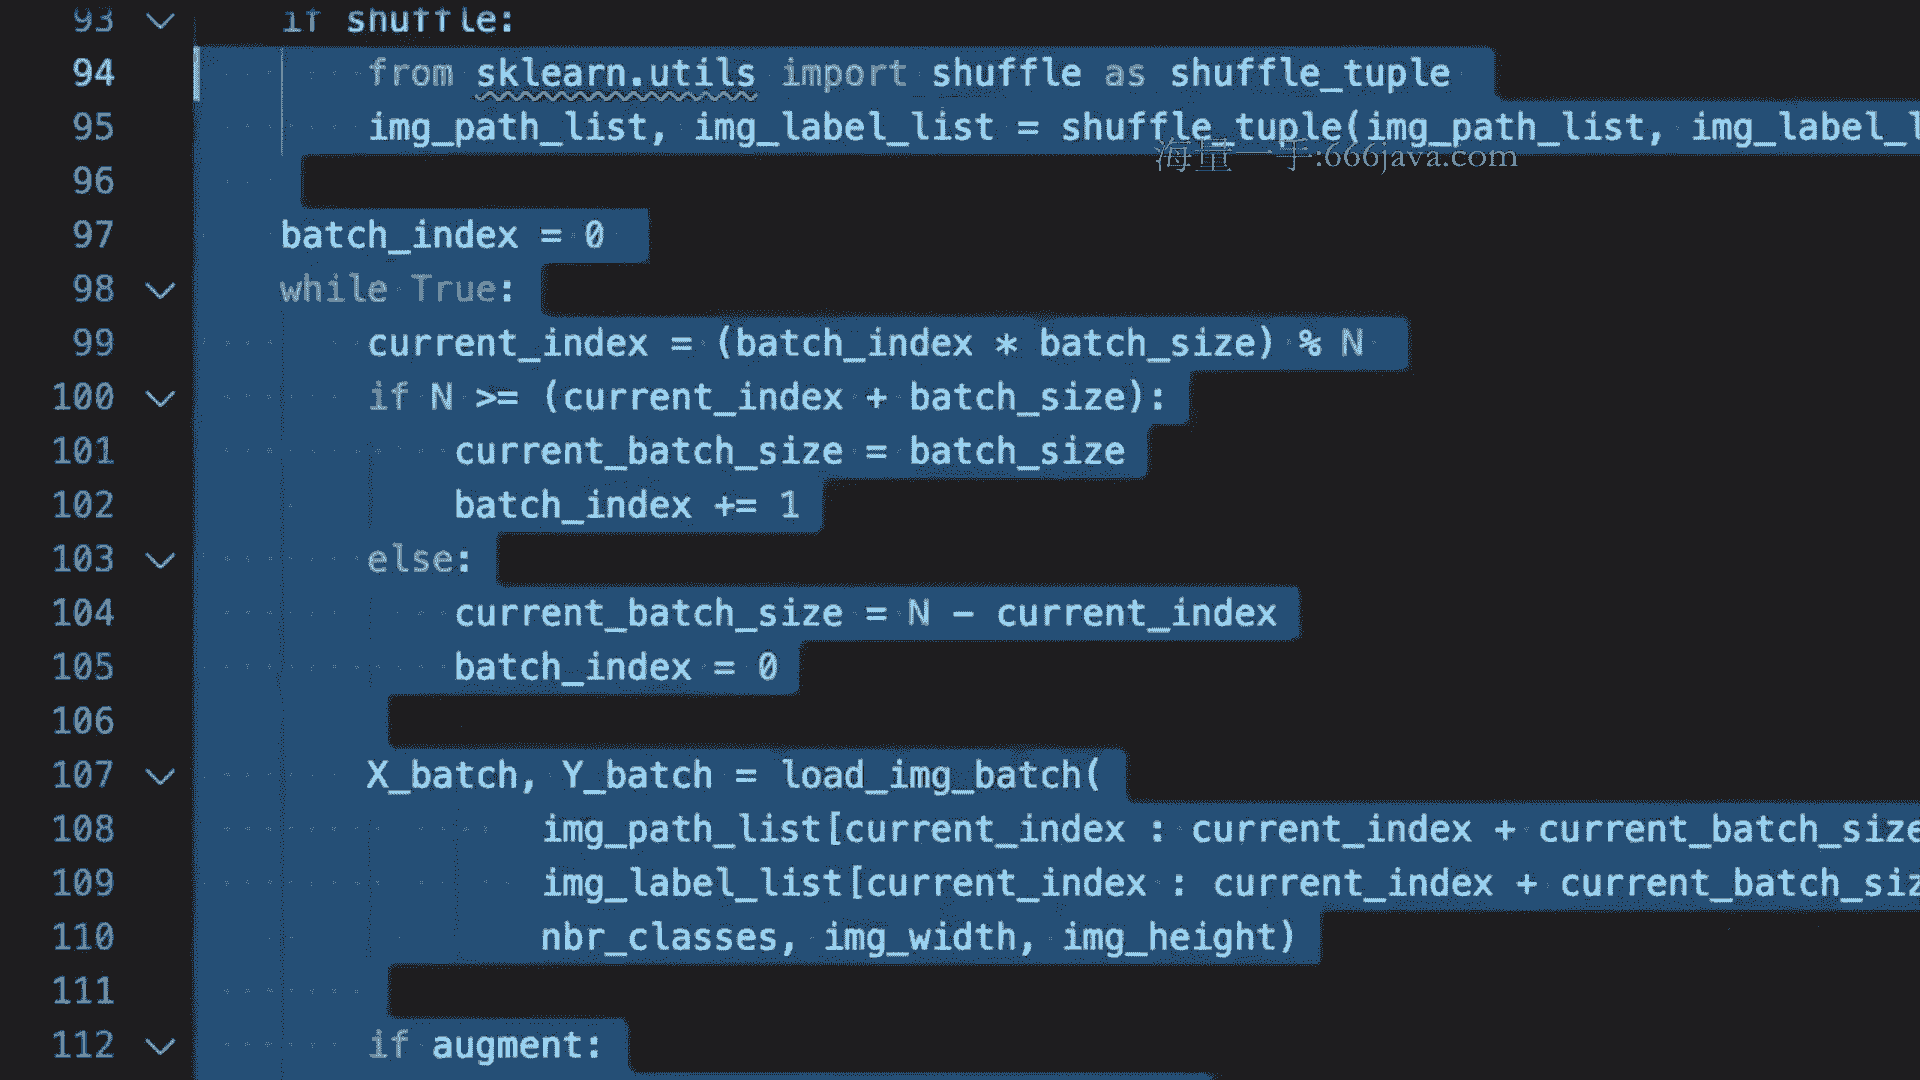 93 if shuffle:
94 from sklearn.utils import shuffle as shuffle_tuple
95 img_path_list, img_label_list = shuffle_tuple(img_path_list, img_label_l
海量一手:666java.com
96
97 batch_index = 0
98 while True:
99 current_index = (batch_index * batch_size) % N
100 if N >= (current_index + batch_size):
101 current_batch_size = batch_size
102 batch_index += 1
103 else:
104 current_batch_size = N - current_index
105 batch_index = 0
106
107 X_batch, Y_batch = load_img_batch(
108 img_path_list[current_index : current_index + current_batch_size
109 img_label_list[current_index : current_index + current_batch_siz
110 nbr_classes, img_width, img_height)
111
112 if augment: